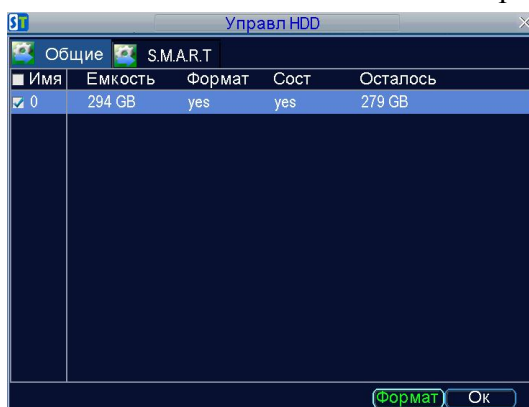 ST Управл HDD
Общие S.M.A.R.T
Имя Емкость Формат Сост Осталось
0 294 GB yes yes 279 GB
Формат Ок